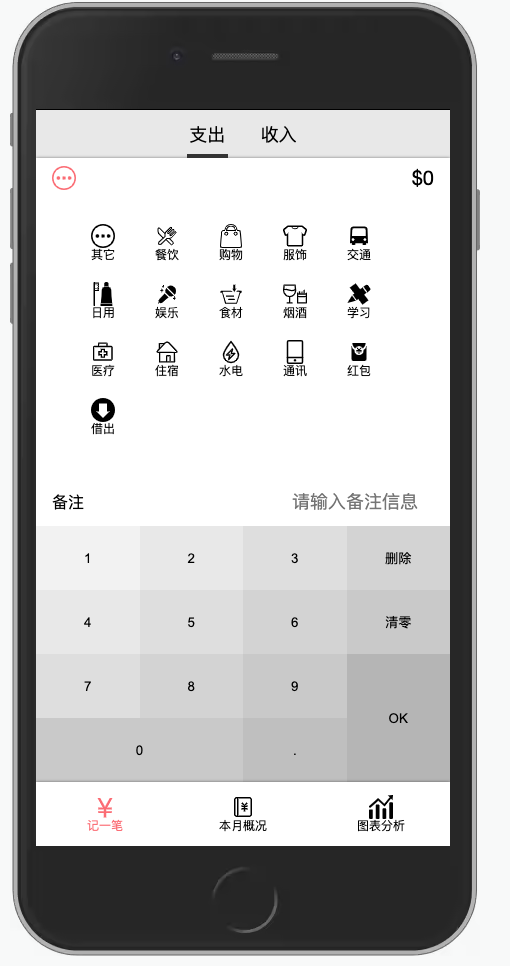 支出 收入
$0
其它 餐饮 购物 服饰 交通
日用 娱乐 食材 烟酒 学习
医疗 住宿 水电 通讯 红包
借出
备注 请输入备注信息
1 2 3 删除
4 5 6 清零
7 8 9
OK
0 .
¥ ¥
记一笔 本月概况 图表分析